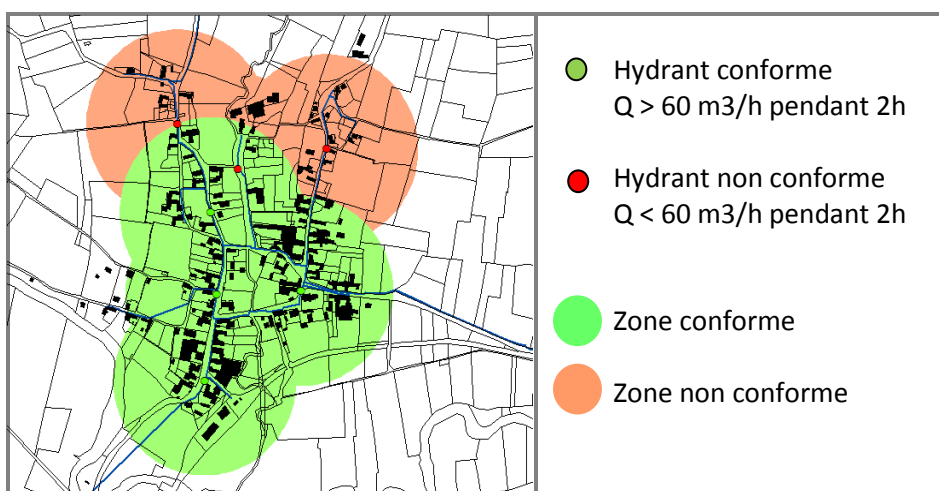 Hydrant conforme
Q > 60 m3/h pendant 2h
Hydrant non conforme
Q < 60 m3/h pendant 2h
Zone conforme
Zone non conforme